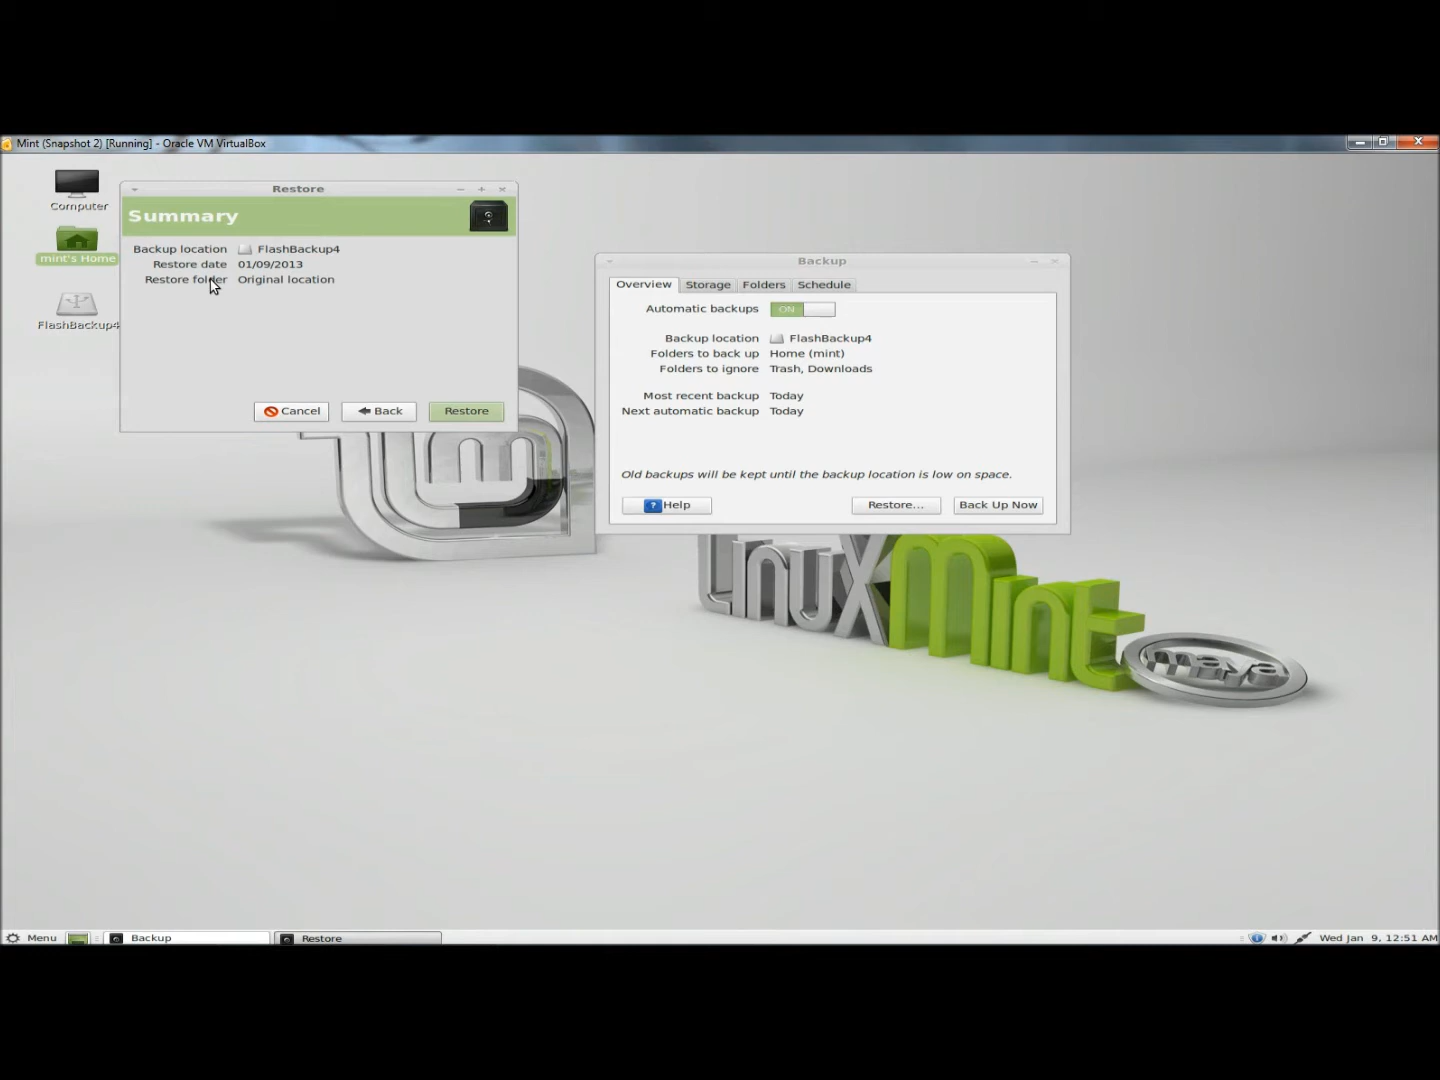 Mint (Snapshot 2) [Running] - Oracle VM VirtualBox
Computer
mint's Home
FlashBackup4
Restore
Summary
Backup location FlashBackup4
Restore date 01/09/2013
Restore folder Original location
Cancel Back Restore
Backup
Overview Storage Folders Schedule
Automatic backups ON
Backup location FlashBackup4
Folders to back up Home (mint)
Folders to ignore Trash, Downloads
Most recent backup Today
Next automatic backup Today
Old backups will be kept until the backup location is low on space.
Help Restore... Back Up Now
LinuxMint
maya
Menu Backup Restore Wed Jan 9, 12:51 AM